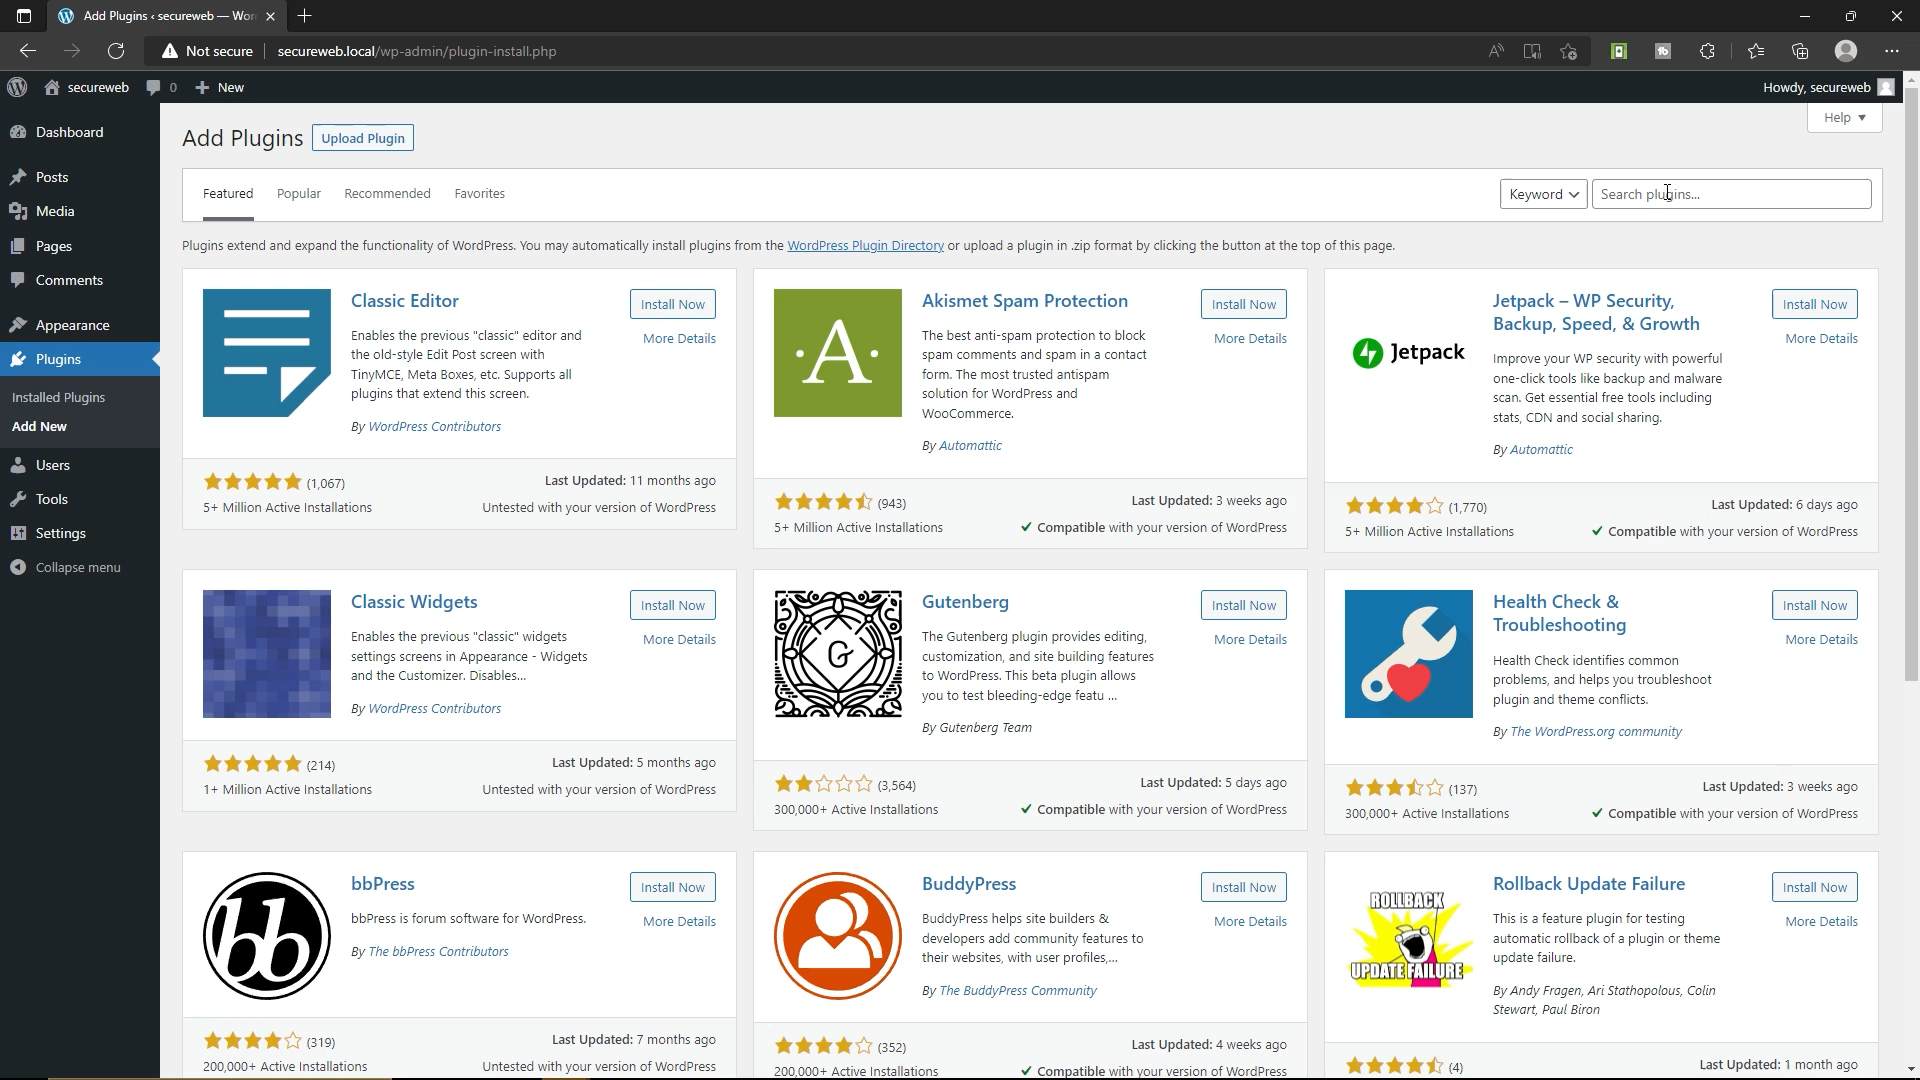 Add Plugins ‹ secureweb — Wor
Not secure
secureweb.local/wp-admin/plugin-install.php
secureweb
0
New
Howdy, secureweb
Dashboard
Posts
Media
Pages
Comments
Appearance
Plugins
Installed Plugins
Add New
Users
Tools
Settings
Collapse menu
Add Plugins
Upload Plugin
Help
Featured
Popular
Recommended
Favorites
Keyword
Search plugins...
Plugins extend and expand the functionality of WordPress. You may automatically install plugins from the WordPress Plugin Directory or upload a plugin in .zip format by clicking the button at the top of this page.
Classic Editor
Install Now
More Details
Enables the previous "classic" editor and
the old-style Edit Post screen with
TinyMCE, Meta Boxes, etc. Supports all
plugins that extend this screen.
By WordPress Contributors
(1,067)
Last Updated: 11 months ago
5+ Million Active Installations
Untested with your version of WordPress
A
Akismet Spam Protection
Install Now
More Details
The best anti-spam protection to block
spam comments and spam in a contact
form. The most trusted antispam
solution for WordPress and
WooCommerce.
By Automattic
(943)
Last Updated: 3 weeks ago
5+ Million Active Installations
Compatible with your version of WordPress
Jetpack
Jetpack – WP Security,
Backup, Speed, & Growth
Install Now
More Details
Improve your WP security with powerful
one-click tools like backup and malware
scan. Get essential free tools including
stats, CDN and social sharing.
By Automattic
(1,770)
Last Updated: 6 days ago
5+ Million Active Installations
Compatible with your version of WordPress
Classic Widgets
Install Now
More Details
Enables the previous "classic" widgets
settings screens in Appearance - Widgets
and the Customizer. Disables...
By WordPress Contributors
(214)
Last Updated: 5 months ago
1+ Million Active Installations
Untested with your version of WordPress
G
Gutenberg
Install Now
More Details
The Gutenberg plugin provides editing,
customization, and site building features
to WordPress. This beta plugin allows
you to test bleeding-edge featu ...
By Gutenberg Team
(3,564)
Last Updated: 5 days ago
300,000+ Active Installations
Compatible with your version of WordPress
Health Check &
Troubleshooting
Install Now
More Details
Health Check identifies common
problems, and helps you troubleshoot
plugin and theme conflicts.
By The WordPress.org community
(137)
Last Updated: 3 weeks ago
300,000+ Active Installations
Compatible with your version of WordPress
bb
bbPress
Install Now
More Details
bbPress is forum software for WordPress.
By The bbPress Contributors
(319)
Last Updated: 7 months ago
200,000+ Active Installations
Untested with your version of WordPress
BuddyPress
Install Now
More Details
BuddyPress helps site builders &
developers add community features to
their websites, with user profiles,...
By The BuddyPress Community
(352)
Last Updated: 4 weeks ago
200,000+ Active Installations
Compatible with your version of WordPress
ROLLBACK
UPDATE FAILURE
Rollback Update Failure
Install Now
More Details
This is a feature plugin for testing
automatic rollback of a plugin or theme
update failure.
By Andy Fragen, Ari Stathopolous, Colin
Stewart, Paul Biron
(4)
Last Updated: 1 month ago